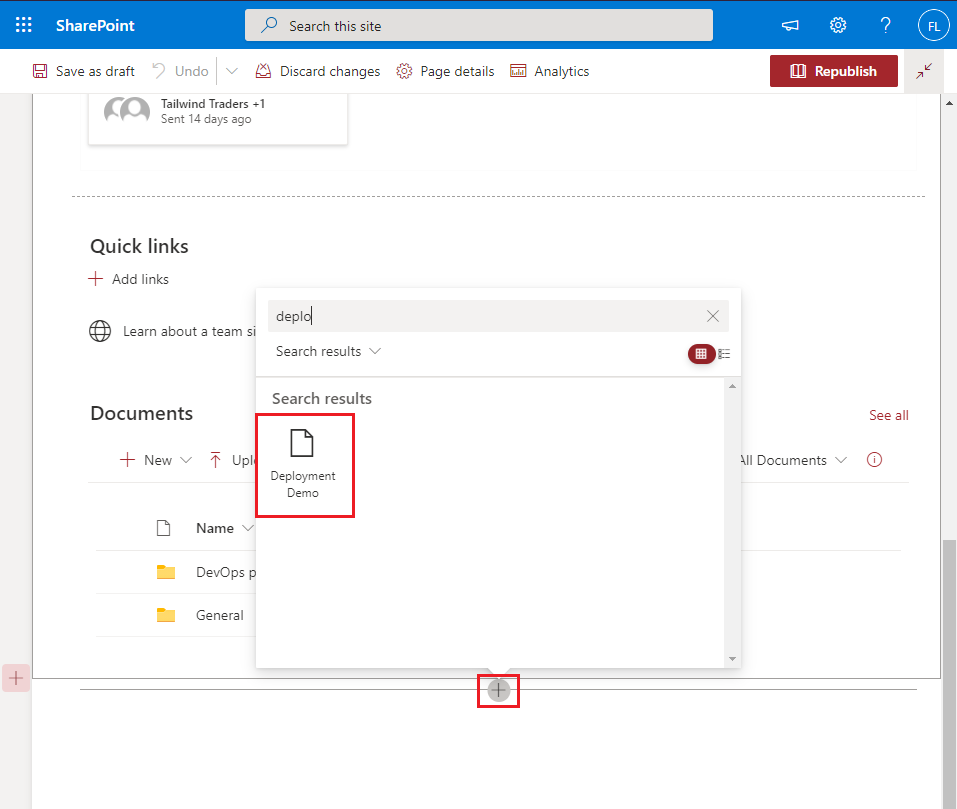 SharePoint
Search this site
FL
Save as draft
Undo
Discard changes
Page details
Analytics
Republish
Tailwind Traders +1
Sent 14 days ago
Quick links
Add links
Learn about a team si
deplo
Search results
Search results
Deployment
Demo
Documents
See all
New
Uplo
All Documents
Name
DevOps p
General